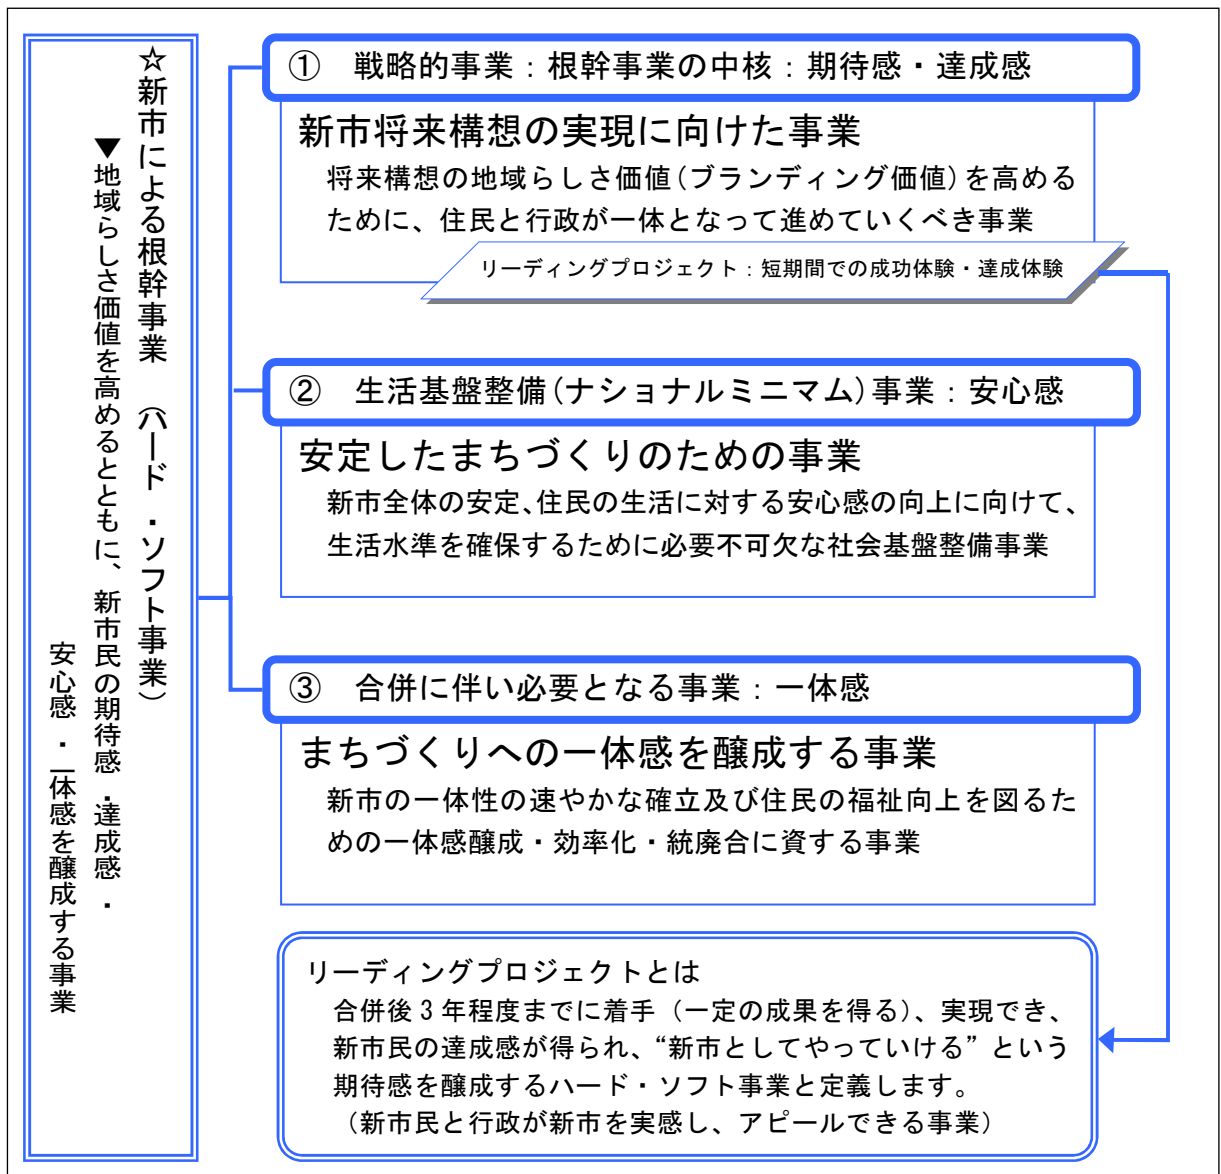 ☆新市による根幹事業　（ハード・ソフト事業）
▼地域らしさ価値を高めるとともに、新市民の期待感・達成感・
安心感・一体感を醸成する事業
①　戦略的事業：根幹事業の中核：期待感・達成感
新市将来構想の実現に向けた事業
将来構想の地域らしさ価値(ブランディング価値)を高める
ために、住民と行政が一体となって進めていくべき事業
リーディングプロジェクト：短期間での成功体験・達成体験
②　生活基盤整備(ナショナルミニマム)事業：安心感
安定したまちづくりのための事業
新市全体の安定、住民の生活に対する安心感の向上に向けて、
生活水準を確保するために必要不可欠な社会基盤整備事業
③　合併に伴い必要となる事業：一体感
まちづくりへの一体感を醸成する事業
新市の一体性の速やかな確立及び住民の福祉向上を図るた
めの一体感醸成・効率化・統廃合に資する事業
リーディングプロジェクトとは
合併後３年程度までに着手（一定の成果を得る）、実現でき、
新市民の達成感が得られ、“新市としてやっていける”という
期待感を醸成するハード・ソフト事業と定義します。
（新市民と行政が新市を実感し、アピールできる事業）